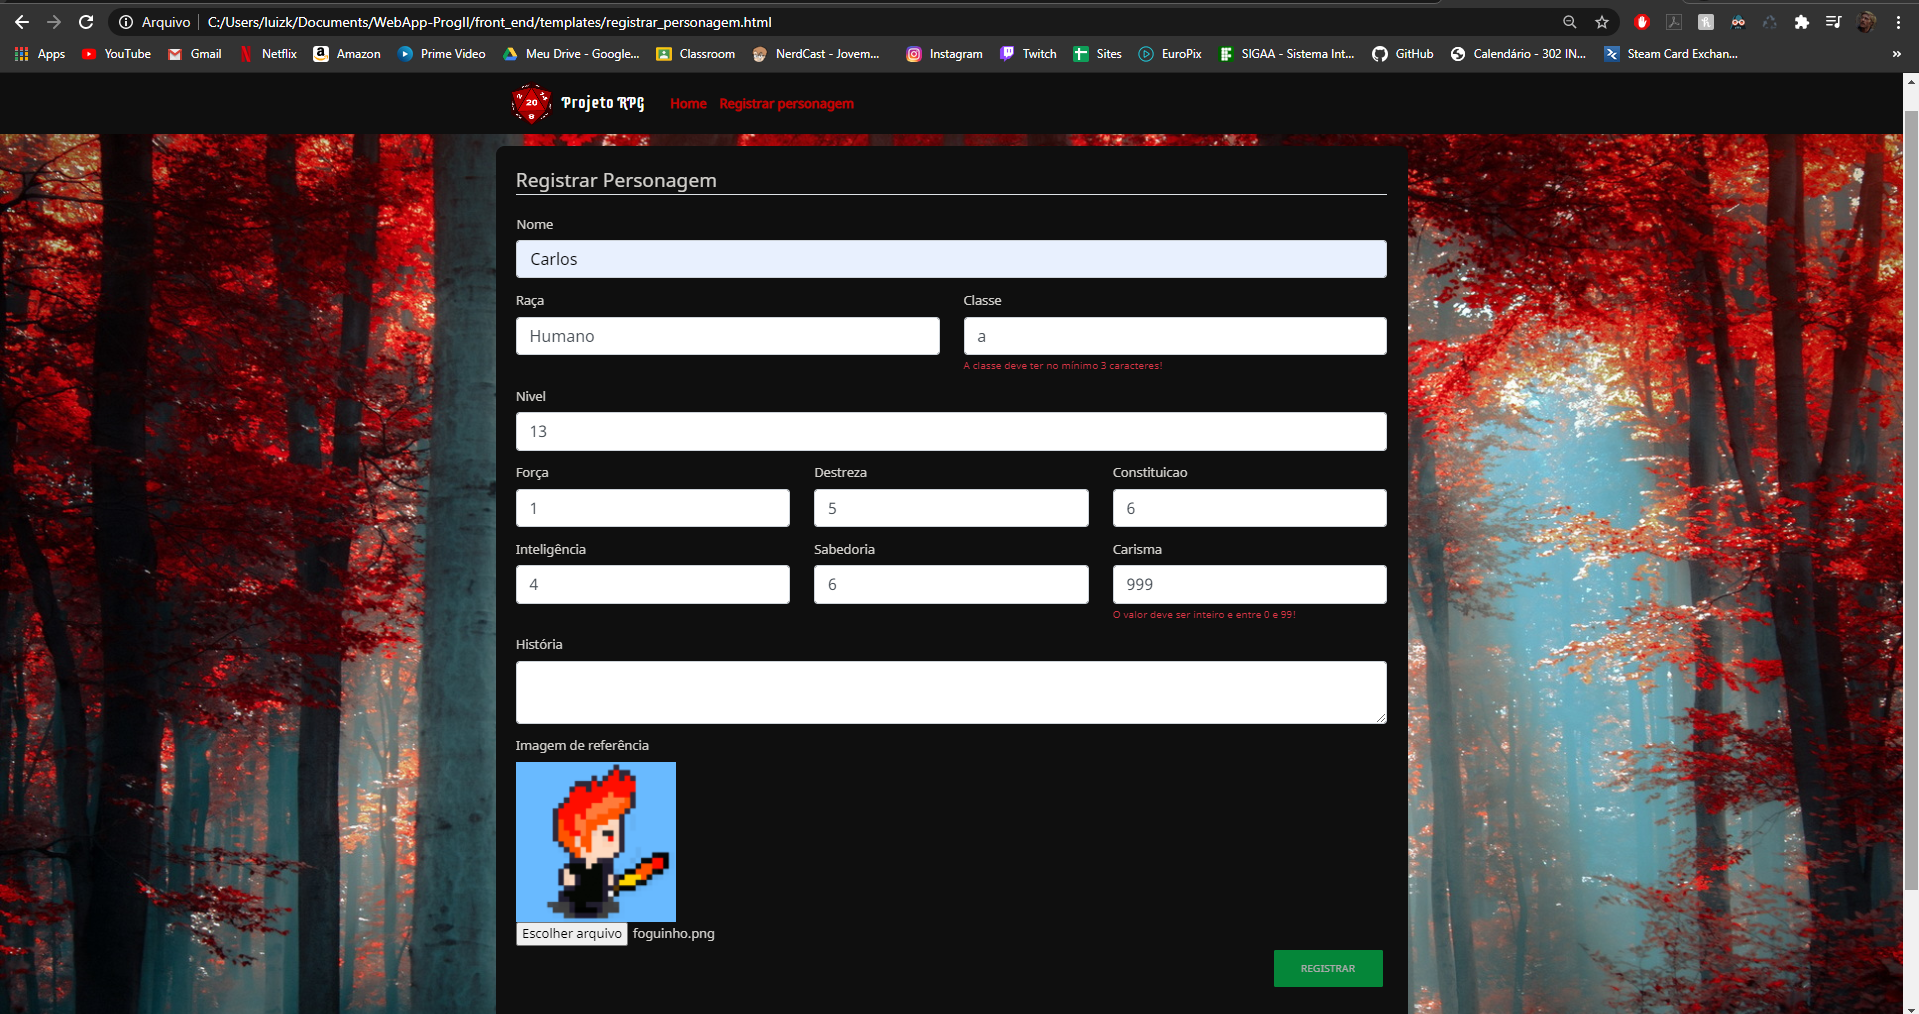 Arquivo C:/Users/luizk/Documents/WebApp-ProgII/front_end/templates/registrar_personagem.html
Apps YouTube Gmail Netflix Amazon Prime Video Meu Drive - Google... Classroom NerdCast - Jovem... Instagram Twitch Sites EuroPix SIGAA - Sistema Int... GitHub Calendário - 302 IN... Steam Card Exchan... »
20 Projeto RPG Home Registrar personagem
Registrar Personagem
Nome
Carlos
Raça Classe
Humano a
A classe deve ter no mínimo 3 caracteres!
Nivel
13
Força Destreza Constituicao
1 5 6
Inteligência Sabedoria Carisma
4 6 999
O valor deve ser inteiro e entre 0 e 99!
História
Imagem de referência
Escolher arquivo foguinho.png
REGISTRAR